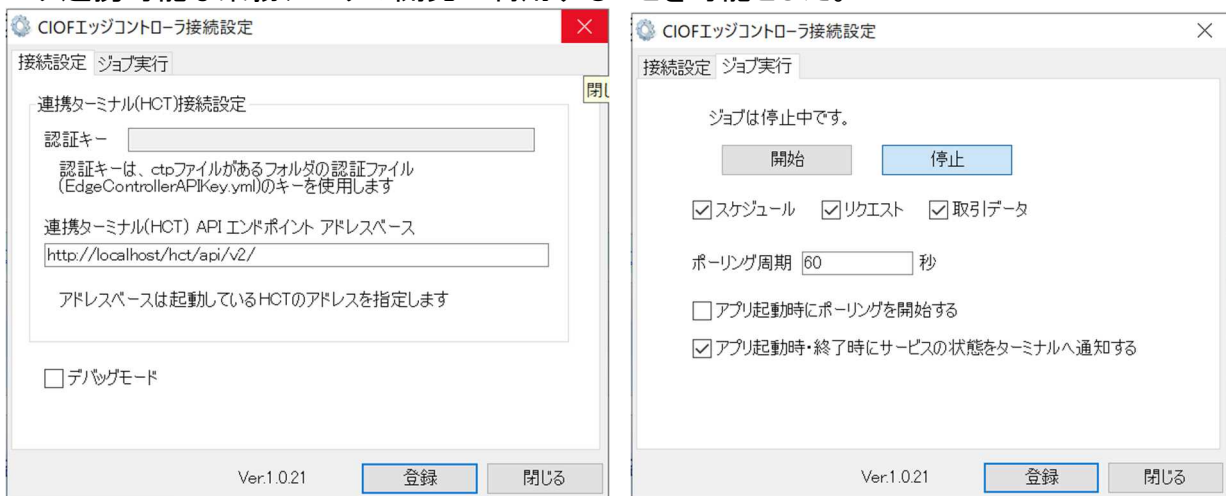 CIOFエッジコントローラ接続設定
接続設定 ジョブ実行
閉じ
連携ターミナル(HCT)接続設定
認証キー
認証キーは、ctpファイルがあるフォルダの認証ファイル
(EdgeControllerAPIKey.yml)のキーを使用します
連携ターミナル(HCT) API エンドポイント アドレスベース
http://localhost/hct/api/v2/
アドレスベースは起動しているHCTのアドレスを指定します
デバッグモード
Ver.1.0.21 登録 閉じる
CIOFエッジコントローラ接続設定
接続設定 ジョブ実行
ジョブは停止中です。
開始 停止
スケジュール リクエスト 取引データ
ポーリング周期 60 秒
アプリ起動時にポーリングを開始する
アプリ起動時・終了時にサービスの状態をターミナルへ通知する
Ver.1.0.21 登録 閉じる